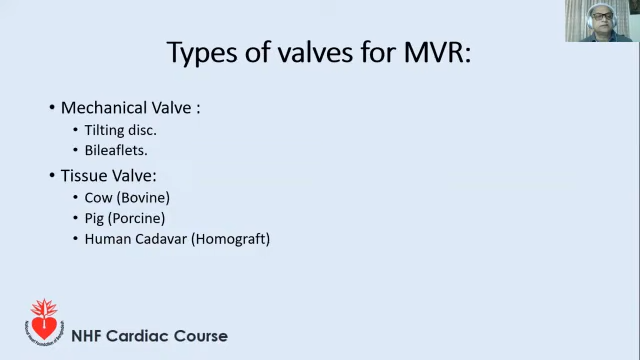 Types of valves for MVR:
• Mechanical Valve :
• Tilting disc.
• Bileaflets.
• Tissue Valve:
• Cow (Bovine)
• Pig (Porcine)
• Human Cadavar (Homograft)
NHF Cardiac Course